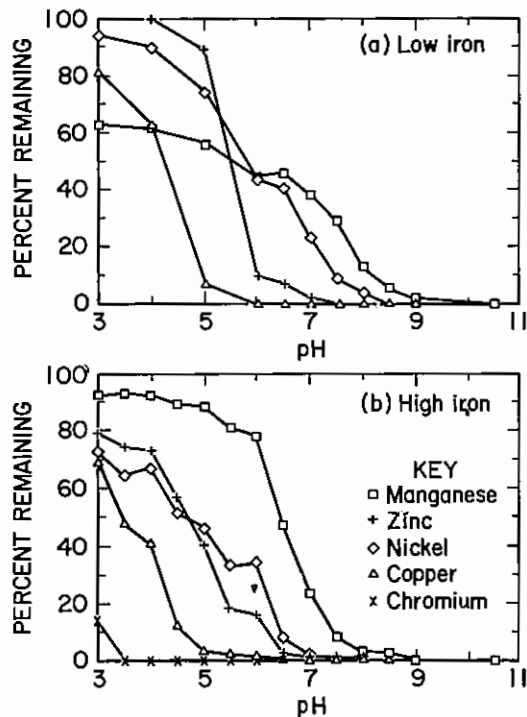 (a) Low iron
PERCENT REMAINING
100
80
60
40
20
0
3 5 7 9 11
pH
(b) High iron
PERCENT REMAINING
100
80
60
40
20
0
KEY
Manganese
Zinc
Nickel
Copper
Chromium
3 5 7 9 11
pH